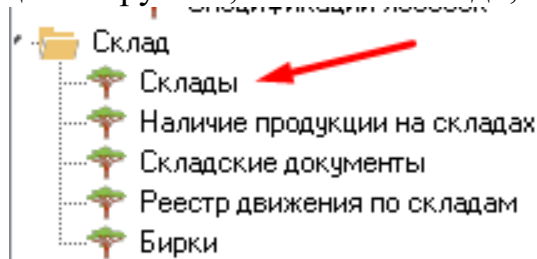 Склад
Склады
Наличие продукции на складах
Складские документы
Реестр движения по складам
Бирки